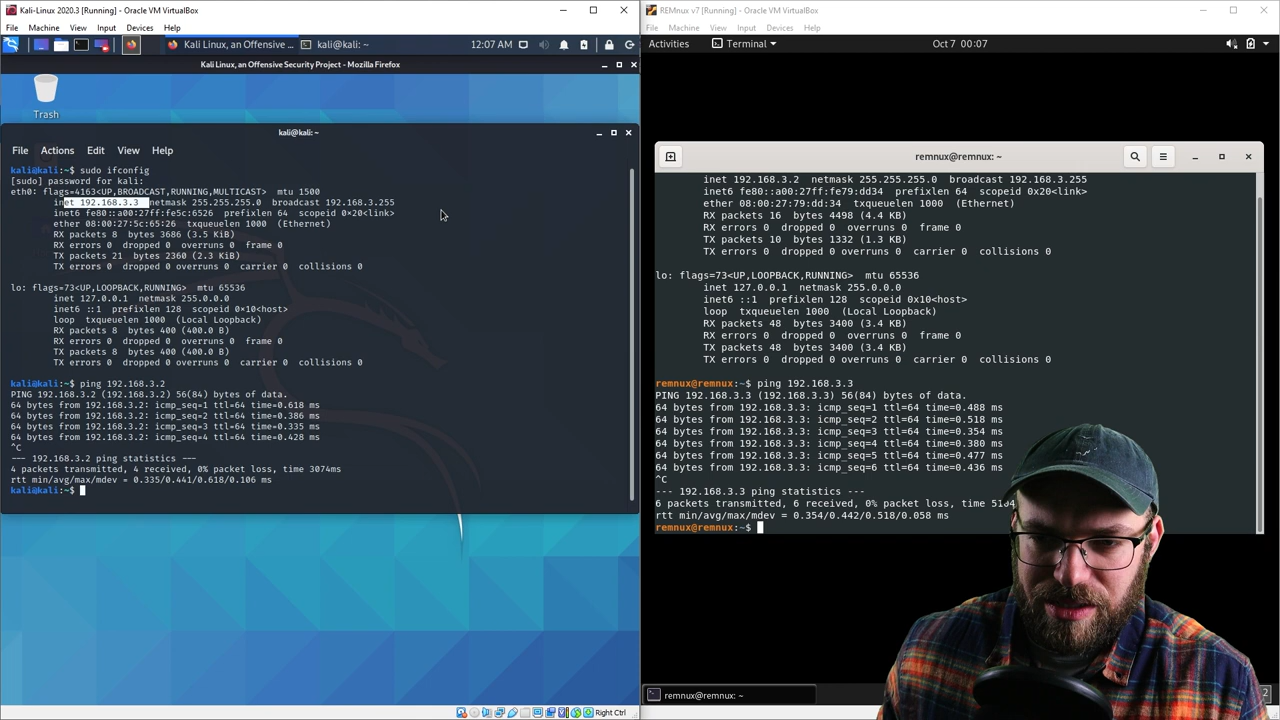 Kali-Linux 2020.3 [Running] - Oracle VM VirtualBox
File Machine View Input Devices Help
Kali Linux, an Offensive ... kali@kali: ~ 12:07 AM
Kali Linux, an Offensive Security Project - Mozilla Firefox
Trash
kali@kali: ~
File Actions Edit View Help
kali@kali:~$ sudo ifconfig
[sudo] password for kali:
eth0: flags=4163<UP,BROADCAST,RUNNING,MULTICAST> mtu 1500
inet 192.168.3.3 netmask 255.255.255.0 broadcast 192.168.3.255
inet6 fe80::a00:27ff:fe5c:6526 prefixlen 64 scopeid 0×20<link>
ether 08:00:27:5c:65:26 txqueuelen 1000 (Ethernet)
RX packets 8 bytes 3686 (3.5 KiB)
RX errors 0 dropped 0 overruns 0 frame 0
TX packets 21 bytes 2360 (2.3 KiB)
TX errors 0 dropped 0 overruns 0 carrier 0 collisions 0
lo: flags=73<UP,LOOPBACK,RUNNING> mtu 65536
inet 127.0.0.1 netmask 255.0.0.0
inet6 ::1 prefixlen 128 scopeid 0×10<host>
loop txqueuelen 1000 (Local Loopback)
RX packets 8 bytes 400 (400.0 B)
RX errors 0 dropped 0 overruns 0 frame 0
TX packets 8 bytes 400 (400.0 B)
TX errors 0 dropped 0 overruns 0 carrier 0 collisions 0
kali@kali:~$ ping 192.168.3.2
PING 192.168.3.2 (192.168.3.2) 56(84) bytes of data.
64 bytes from 192.168.3.2: icmp_seq=1 ttl=64 time=0.618 ms
64 bytes from 192.168.3.2: icmp_seq=2 ttl=64 time=0.386 ms
64 bytes from 192.168.3.2: icmp_seq=3 ttl=64 time=0.335 ms
64 bytes from 192.168.3.2: icmp_seq=4 ttl=64 time=0.428 ms
^C
--- 192.168.3.2 ping statistics ---
4 packets transmitted, 4 received, 0% packet loss, time 3074ms
rtt min/avg/max/mdev = 0.335/0.441/0.618/0.106 ms
kali@kali:~$
Right Ctrl
REMnux v7 [Running] - Oracle VM VirtualBox
File Machine View Input Devices Help
Activities Terminal Oct 7 00:07
remnux@remnux: ~
inet 192.168.3.2 netmask 255.255.255.0 broadcast 192.168.3.255
inet6 fe80::a00:27ff:fe79:dd34 prefixlen 64 scopeid 0x20<link>
ether 08:00:27:79:dd:34 txqueuelen 1000 (Ethernet)
RX packets 16 bytes 4498 (4.4 KB)
RX errors 0 dropped 0 overruns 0 frame 0
TX packets 10 bytes 1332 (1.3 KB)
TX errors 0 dropped 0 overruns 0 carrier 0 collisions 0
lo: flags=73<UP,LOOPBACK,RUNNING> mtu 65536
inet 127.0.0.1 netmask 255.0.0.0
inet6 ::1 prefixlen 128 scopeid 0x10<host>
loop txqueuelen 1000 (Local Loopback)
RX packets 48 bytes 3400 (3.4 KB)
RX errors 0 dropped 0 overruns 0 frame 0
TX packets 48 bytes 3400 (3.4 KB)
TX errors 0 dropped 0 overruns 0 carrier 0 collisions 0
remnux@remnux:~$ ping 192.168.3.3
PING 192.168.3.3 (192.168.3.3) 56(84) bytes of data.
64 bytes from 192.168.3.3: icmp_seq=1 ttl=64 time=0.488 ms
64 bytes from 192.168.3.3: icmp_seq=2 ttl=64 time=0.518 ms
64 bytes from 192.168.3.3: icmp_seq=3 ttl=64 time=0.354 ms
64 bytes from 192.168.3.3: icmp_seq=4 ttl=64 time=0.380 ms
64 bytes from 192.168.3.3: icmp_seq=5 ttl=64 time=0.477 ms
64 bytes from 192.168.3.3: icmp_seq=6 ttl=64 time=0.436 ms
^C
--- 192.168.3.3 ping statistics ---
6 packets transmitted, 6 received, 0% packet loss, time
rtt min/avg/max/mdev = 0.354/0.442/0.518/0.058 ms
remnux@remnux:~$
remnux@remnux: ~